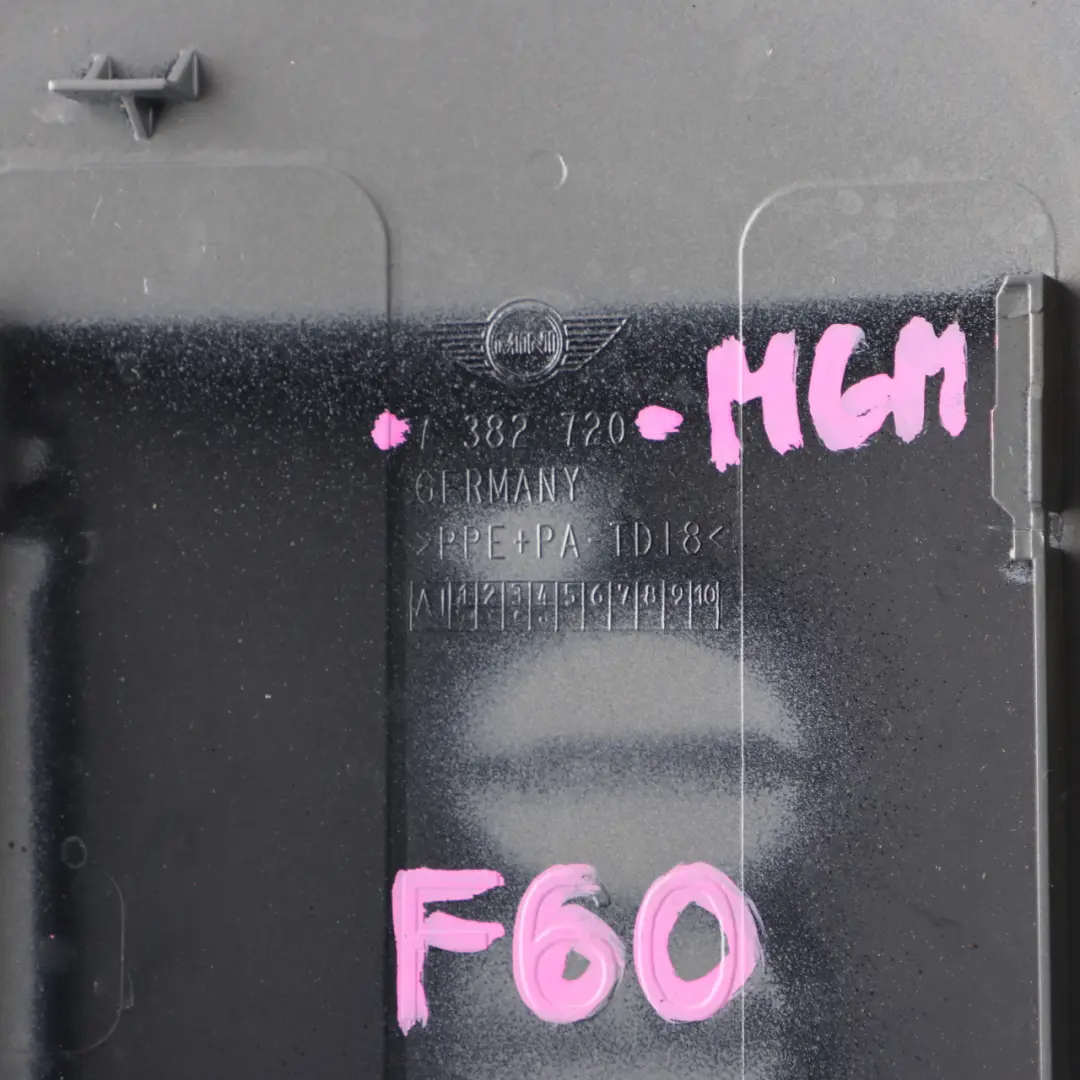 MINI
MGM
7 382 720
GERMANY
>PPE+PA-TD18<
1 2 3 4 5 6 7 8 9 10
F60